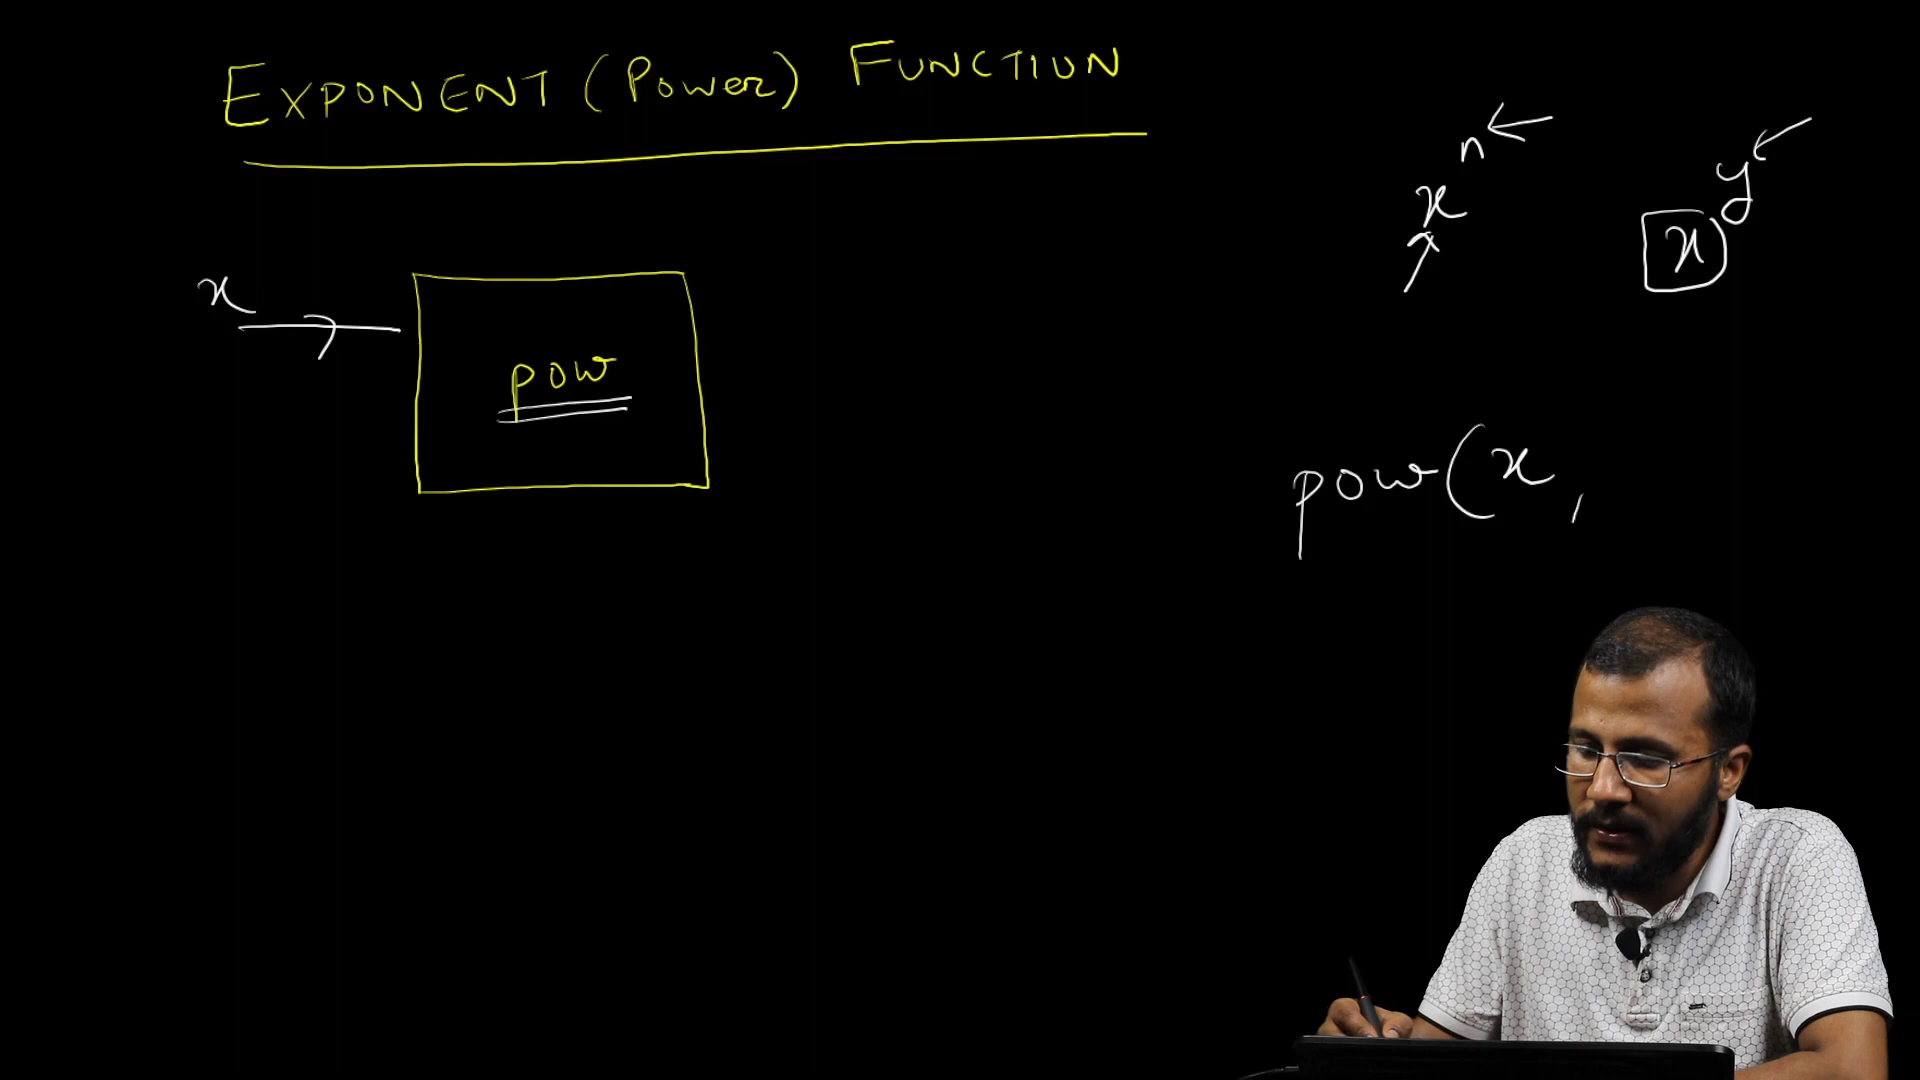 EXPONENT (Power) FUNCTION
x^n
x^y
x
pow
pow(x,